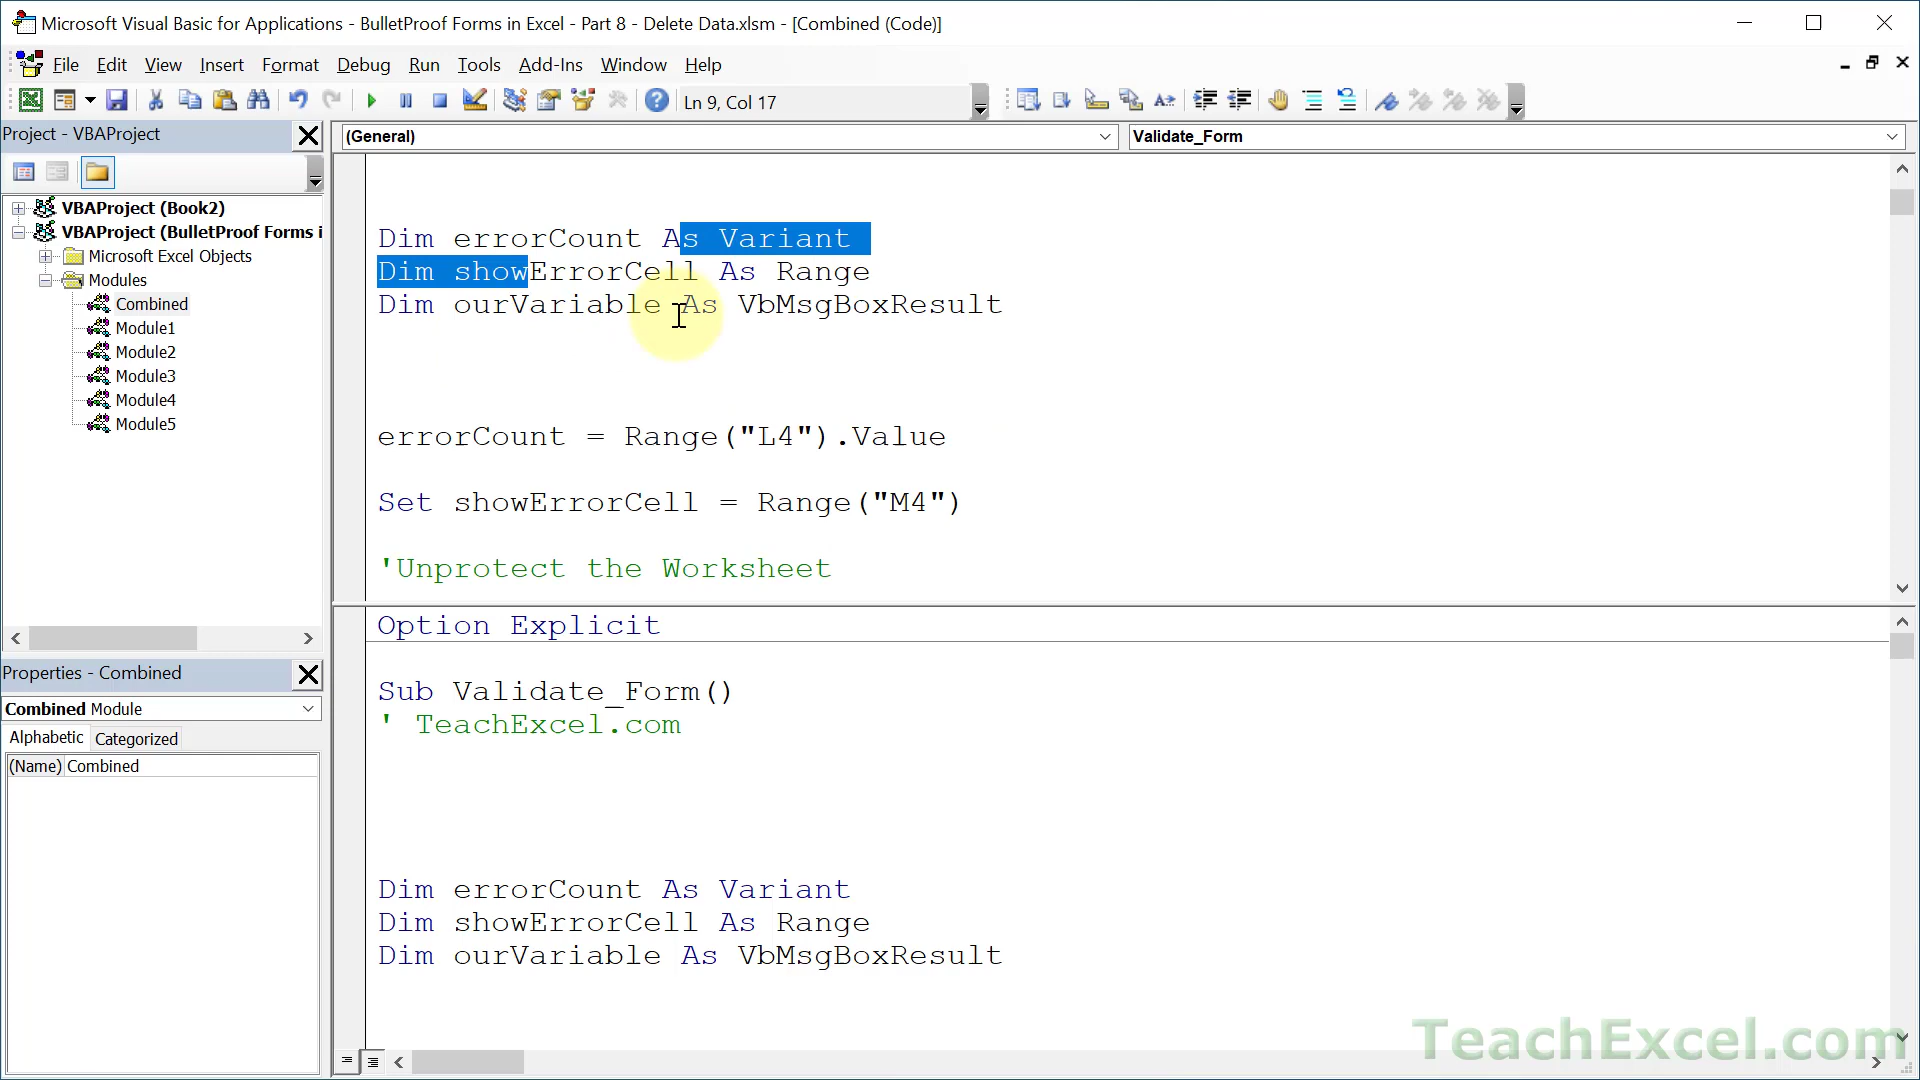 Microsoft Visual Basic for Applications - BulletProof Forms in Excel - Part 8 - Delete Data.xlsm - [Combined (Code)]
File Edit View Insert Format Debug Run Tools Add-Ins Window Help
Ln 9, Col 17
Project - VBAProject
(General)
Validate_Form
VBAProject (Book2)
VBAProject (BulletProof Forms i
Microsoft Excel Objects
Modules
Combined
Module1
Module2
Module3
Module4
Module5
Properties - Combined
Combined Module
Alphabetic Categorized
(Name) Combined
Dim errorCount As Variant
Dim showErrorCell As Range
Dim ourVariable As VbMsgBoxResult
errorCount = Range("L4").Value
Set showErrorCell = Range("M4")
'Unprotect the Worksheet
Option Explicit
Sub Validate_Form()
' TeachExcel.com
Dim errorCount As Variant
Dim showErrorCell As Range
Dim ourVariable As VbMsgBoxResult
TeachExcel.com